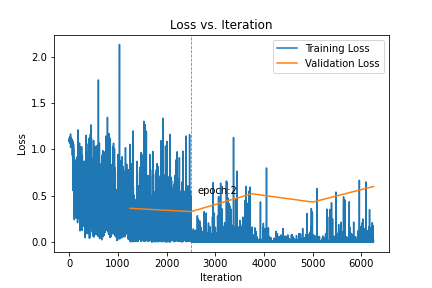 Loss vs. Iteration
Training Loss
Validation Loss
2.0
1.5
1.0
0.5
0.0
Loss
epoch:2
0
1000
2000
3000
4000
5000
6000
Iteration